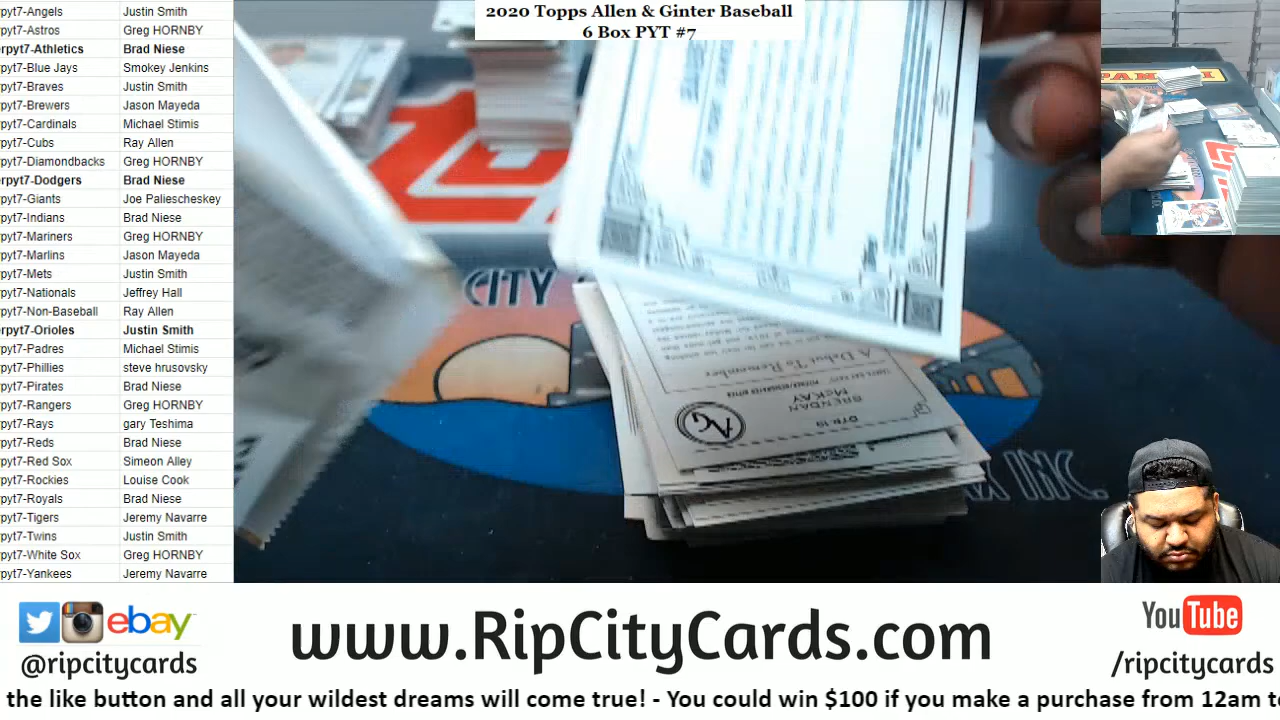 2020 Topps Allen & Ginter Baseball
6 Box PYT #7
pyt7-Angels Justin Smith
pyt7-Astros Greg HORNBY
rpyt7-Athletics Brad Niese
pyt7-Blue Jays Smokey Jenkins
pyt7-Braves Justin Smith
pyt7-Brewers Jason Mayeda
pyt7-Cardinals Michael Stimis
pyt7-Cubs Ray Allen
pyt7-Diamondbacks Greg HORNBY
rpyt7-Dodgers Brad Niese
pyt7-Giants Joe Paliescheskey
pyt7-Indians Brad Niese
pyt7-Mariners Greg HORNBY
pyt7-Marlins Jason Mayeda
pyt7-Mets Justin Smith
pyt7-Nationals Jeffrey Hall
pyt7-Non-Baseball Ray Allen
rpyt7-Orioles Justin Smith
pyt7-Padres Michael Stimis
pyt7-Phillies steve hrusovsky
pyt7-Pirates Brad Niese
pyt7-Rangers Greg HORNBY
pyt7-Rays gary Teshima
pyt7-Reds Brad Niese
pyt7-Red Sox Simeon Alley
pyt7-Rockies Louise Cook
pyt7-Royals Brad Niese
pyt7-Tigers Jeremy Navarre
pyt7-Twins Justin Smith
pyt7-White Sox Greg HORNBY
pyt7-Yankees Jeremy Navarre
PANINI
CITY
INC.
A Debut To Remember
BRENDAN
McKAY
DTR-19
AG
ebay
@ripcitycards
www.RipCityCards.com
YouTube
/ripcitycards
the like button and all your wildest dreams will come true! - You could win $100 if you make a purchase from 12am to